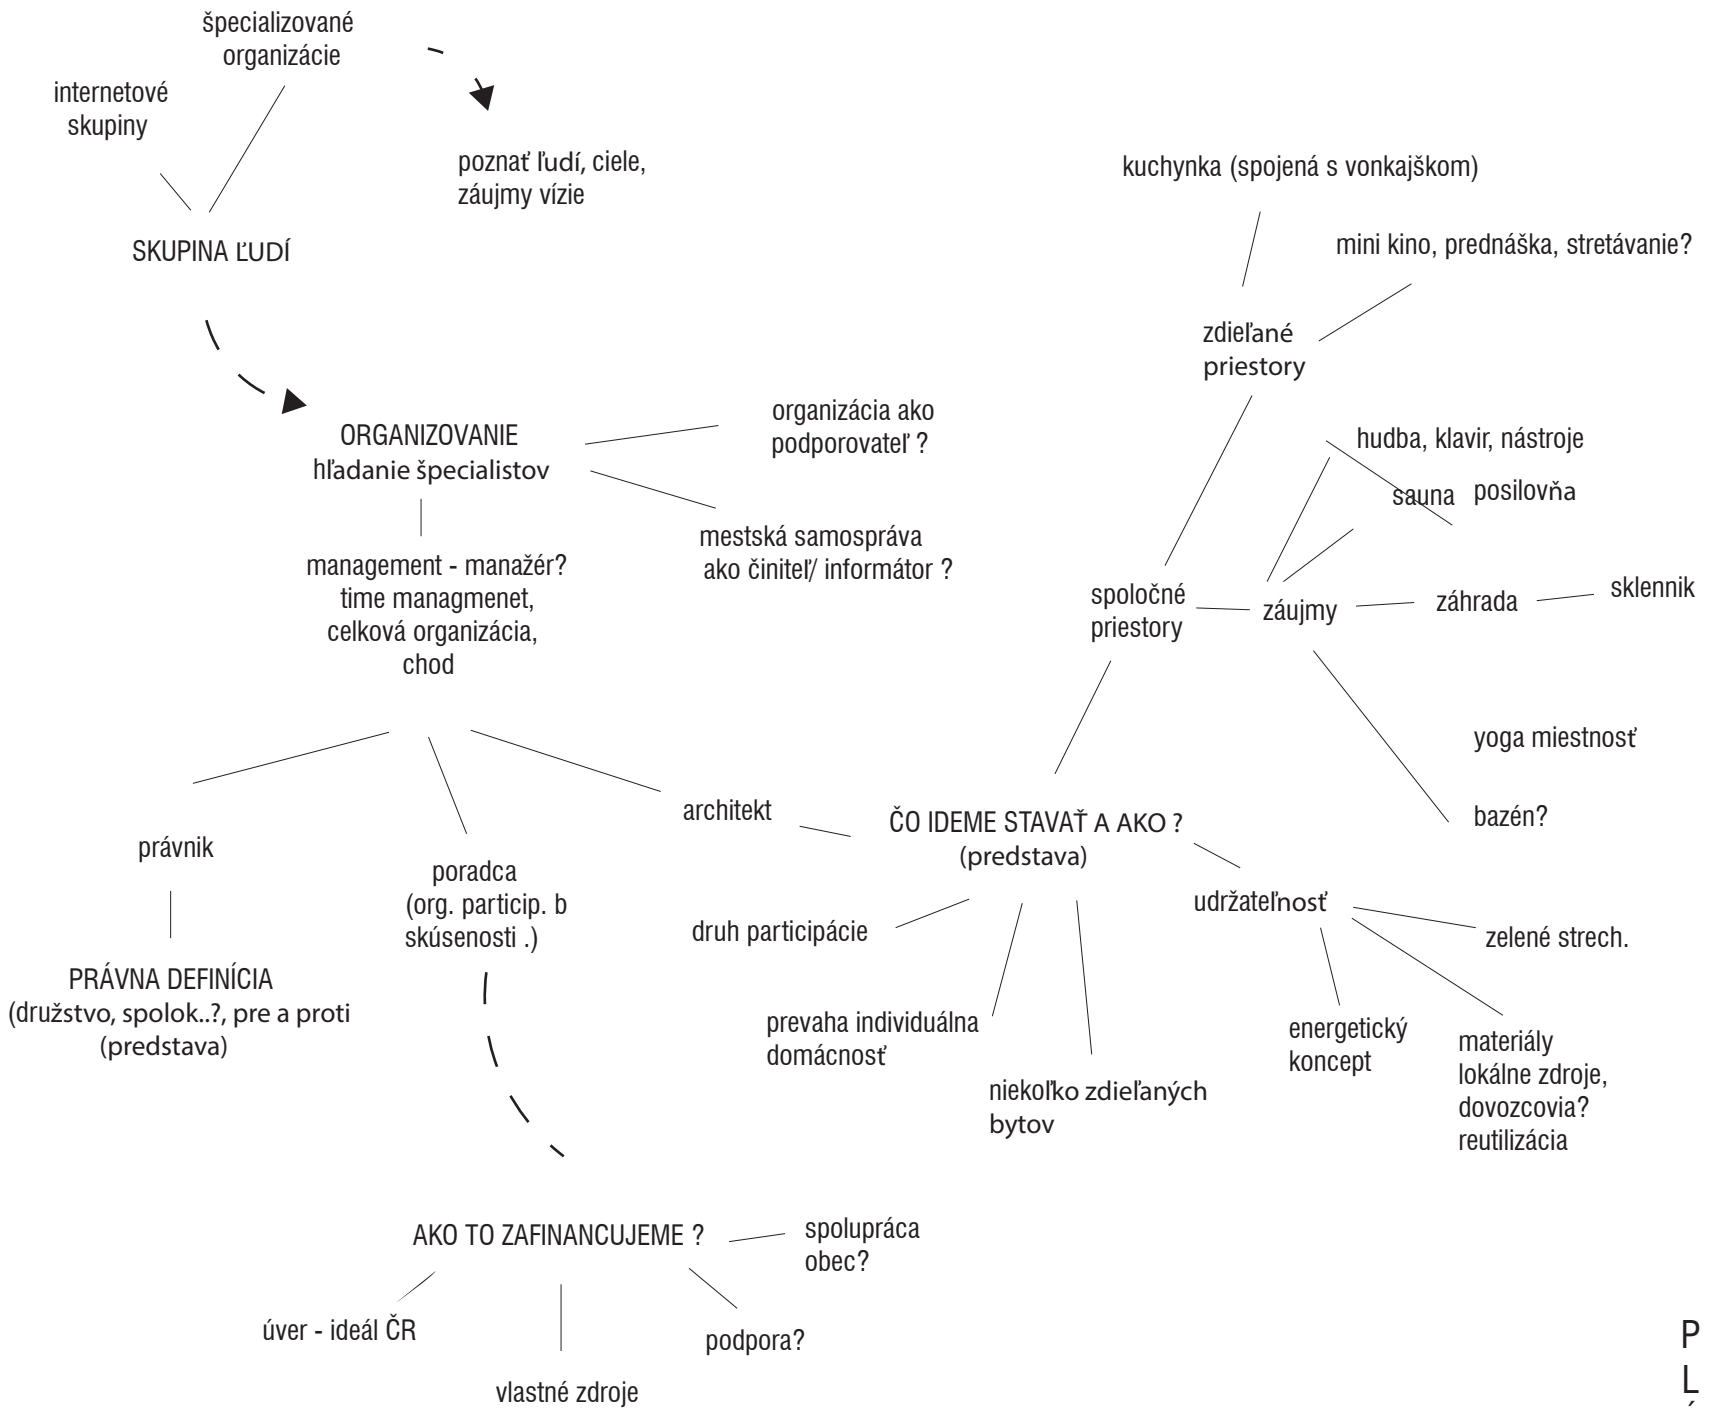 špecializované
organizácie
internetové
skupiny
poznať ľudí, ciele,
záujmy vízie
SKUPINA ĽUDÍ
kuchynka (spojená s vonkajškom)
mini kino, prednáška, stretávanie?
zdieľané
priestory
ORGANIZOVANIE
hľadanie špecialistov
organizácia ako
podporovateľ ?
mestská samospráva
ako činiteľ/ informátor ?
management - manažér?
time managmenet,
celková organizácia,
chod
hudba, klavir, nástroje
sauna
posilovňa
spoločné
priestory
záujmy
záhrada
sklennik
yoga miestnosť
bazén?
právnik
PRÁVNA DEFINÍCIA
(družstvo, spolok..?, pre a proti
(predstava)
poradca
(org. particip. b
skúsenosti .)
architekt
ČO IDEME STAVAŤ A AKO ?
(predstava)
druh participácie
prevaha individuálna
domácnosť
niekoľko zdieľaných
bytov
udržateľnosť
zelené strech.
energetický
koncept
materiály
lokálne zdroje,
dovozcovia?
reutilizácia
AKO TO ZAFINANCUJEME ?
spolupráca
obec?
úver - ideál ČR
vlastné zdroje
podpora?
P
L